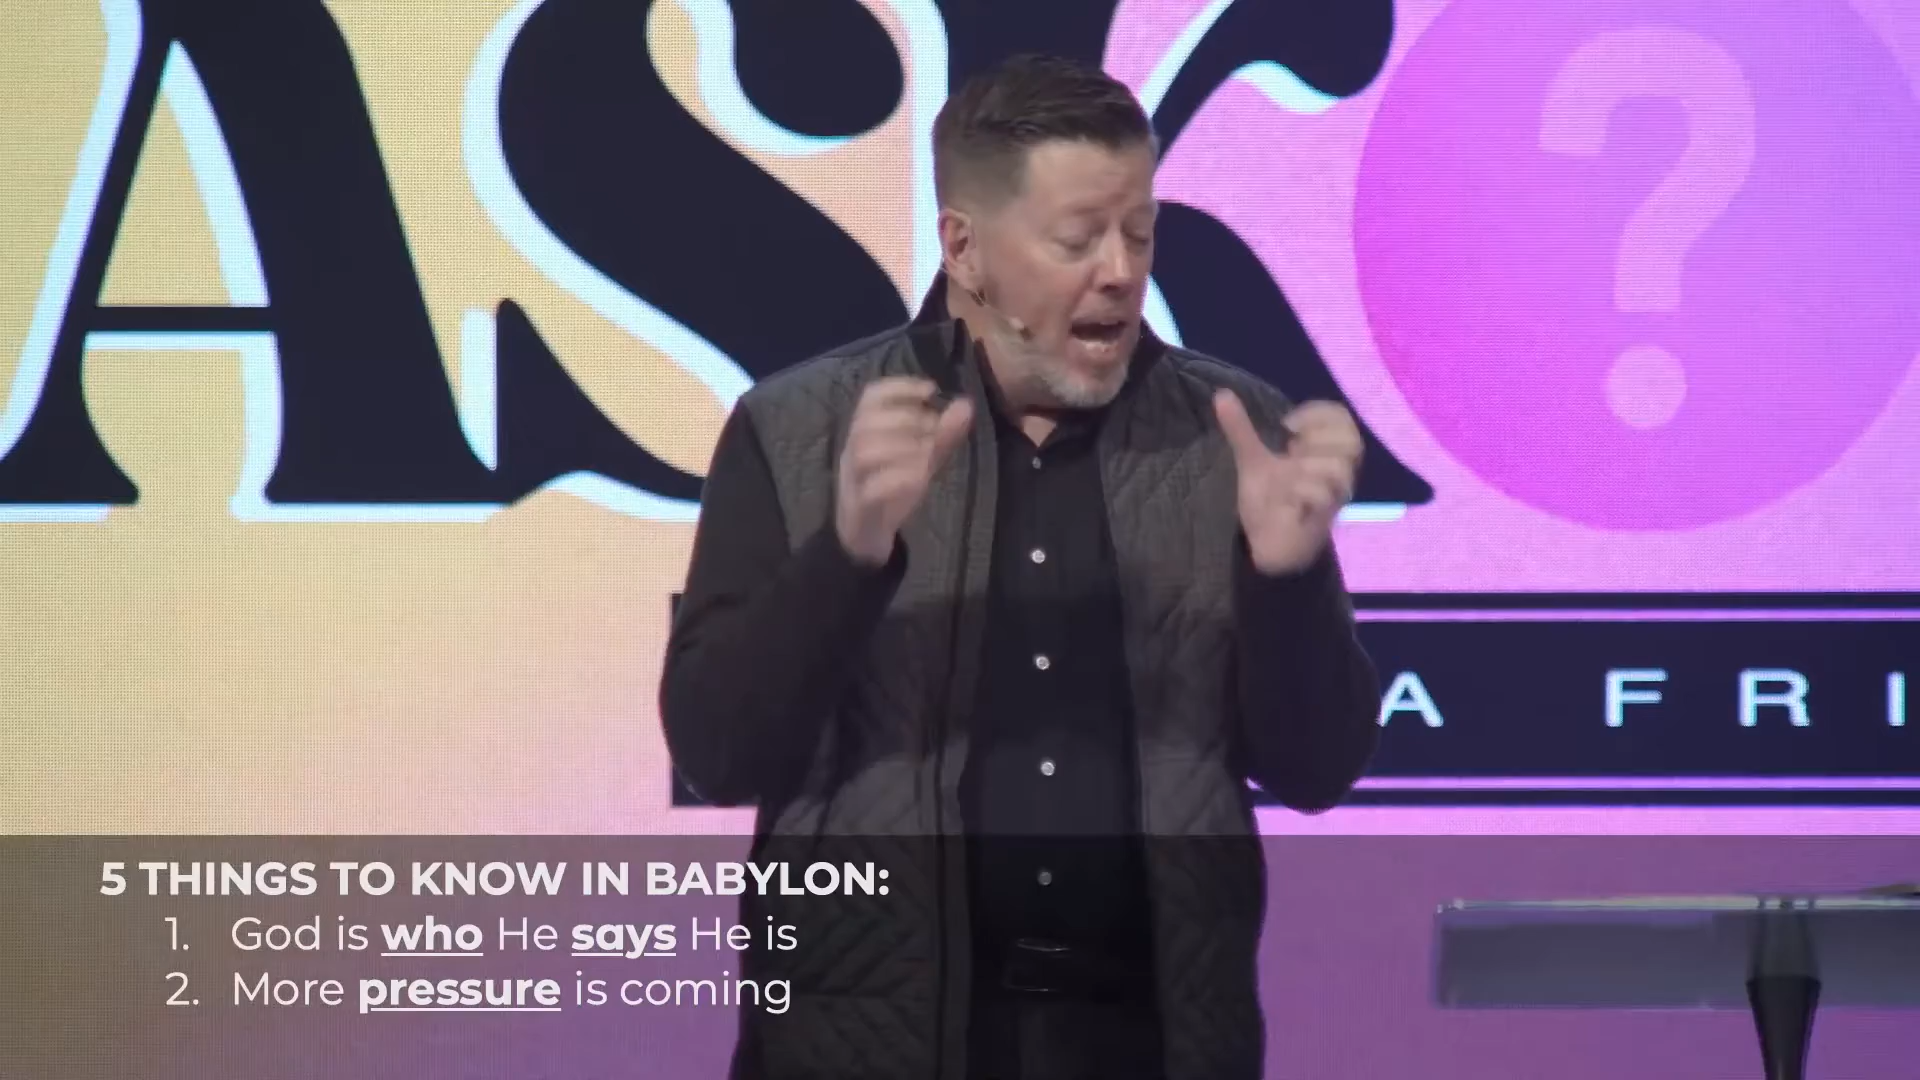 ASK?
A FRI
5 THINGS TO KNOW IN BABYLON:
1. God is who He says He is
2. More pressure is coming